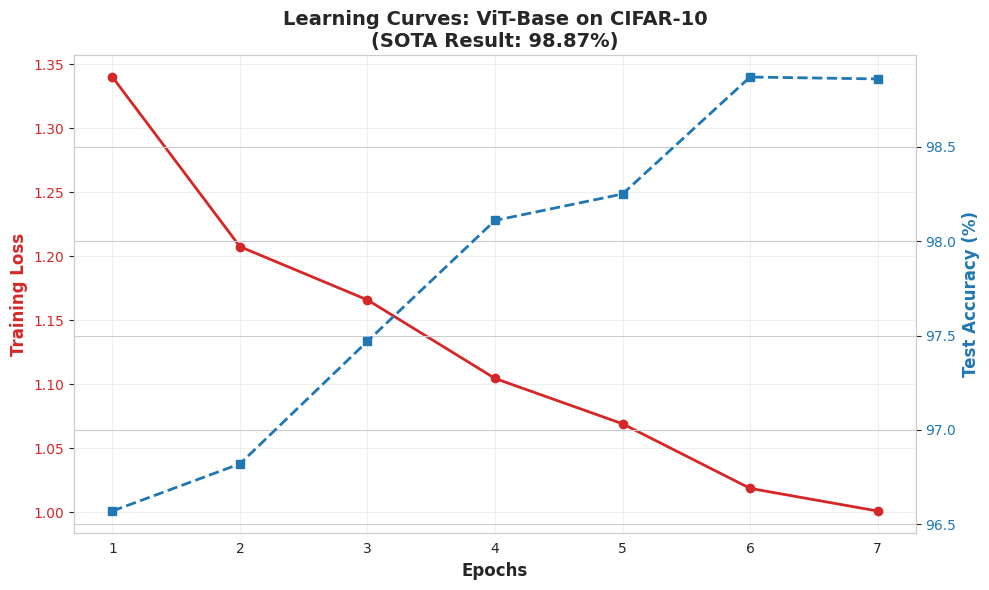 Learning Curves: ViT-Base on CIFAR-10
(SOTA Result: 98.87%)
Training Loss
1.35
1.30
1.25
1.20
1.15
1.10
1.05
1.00
98.5
98.0
97.5
97.0
96.5
Test Accuracy (%)
1 2 3 4 5 6 7
Epochs